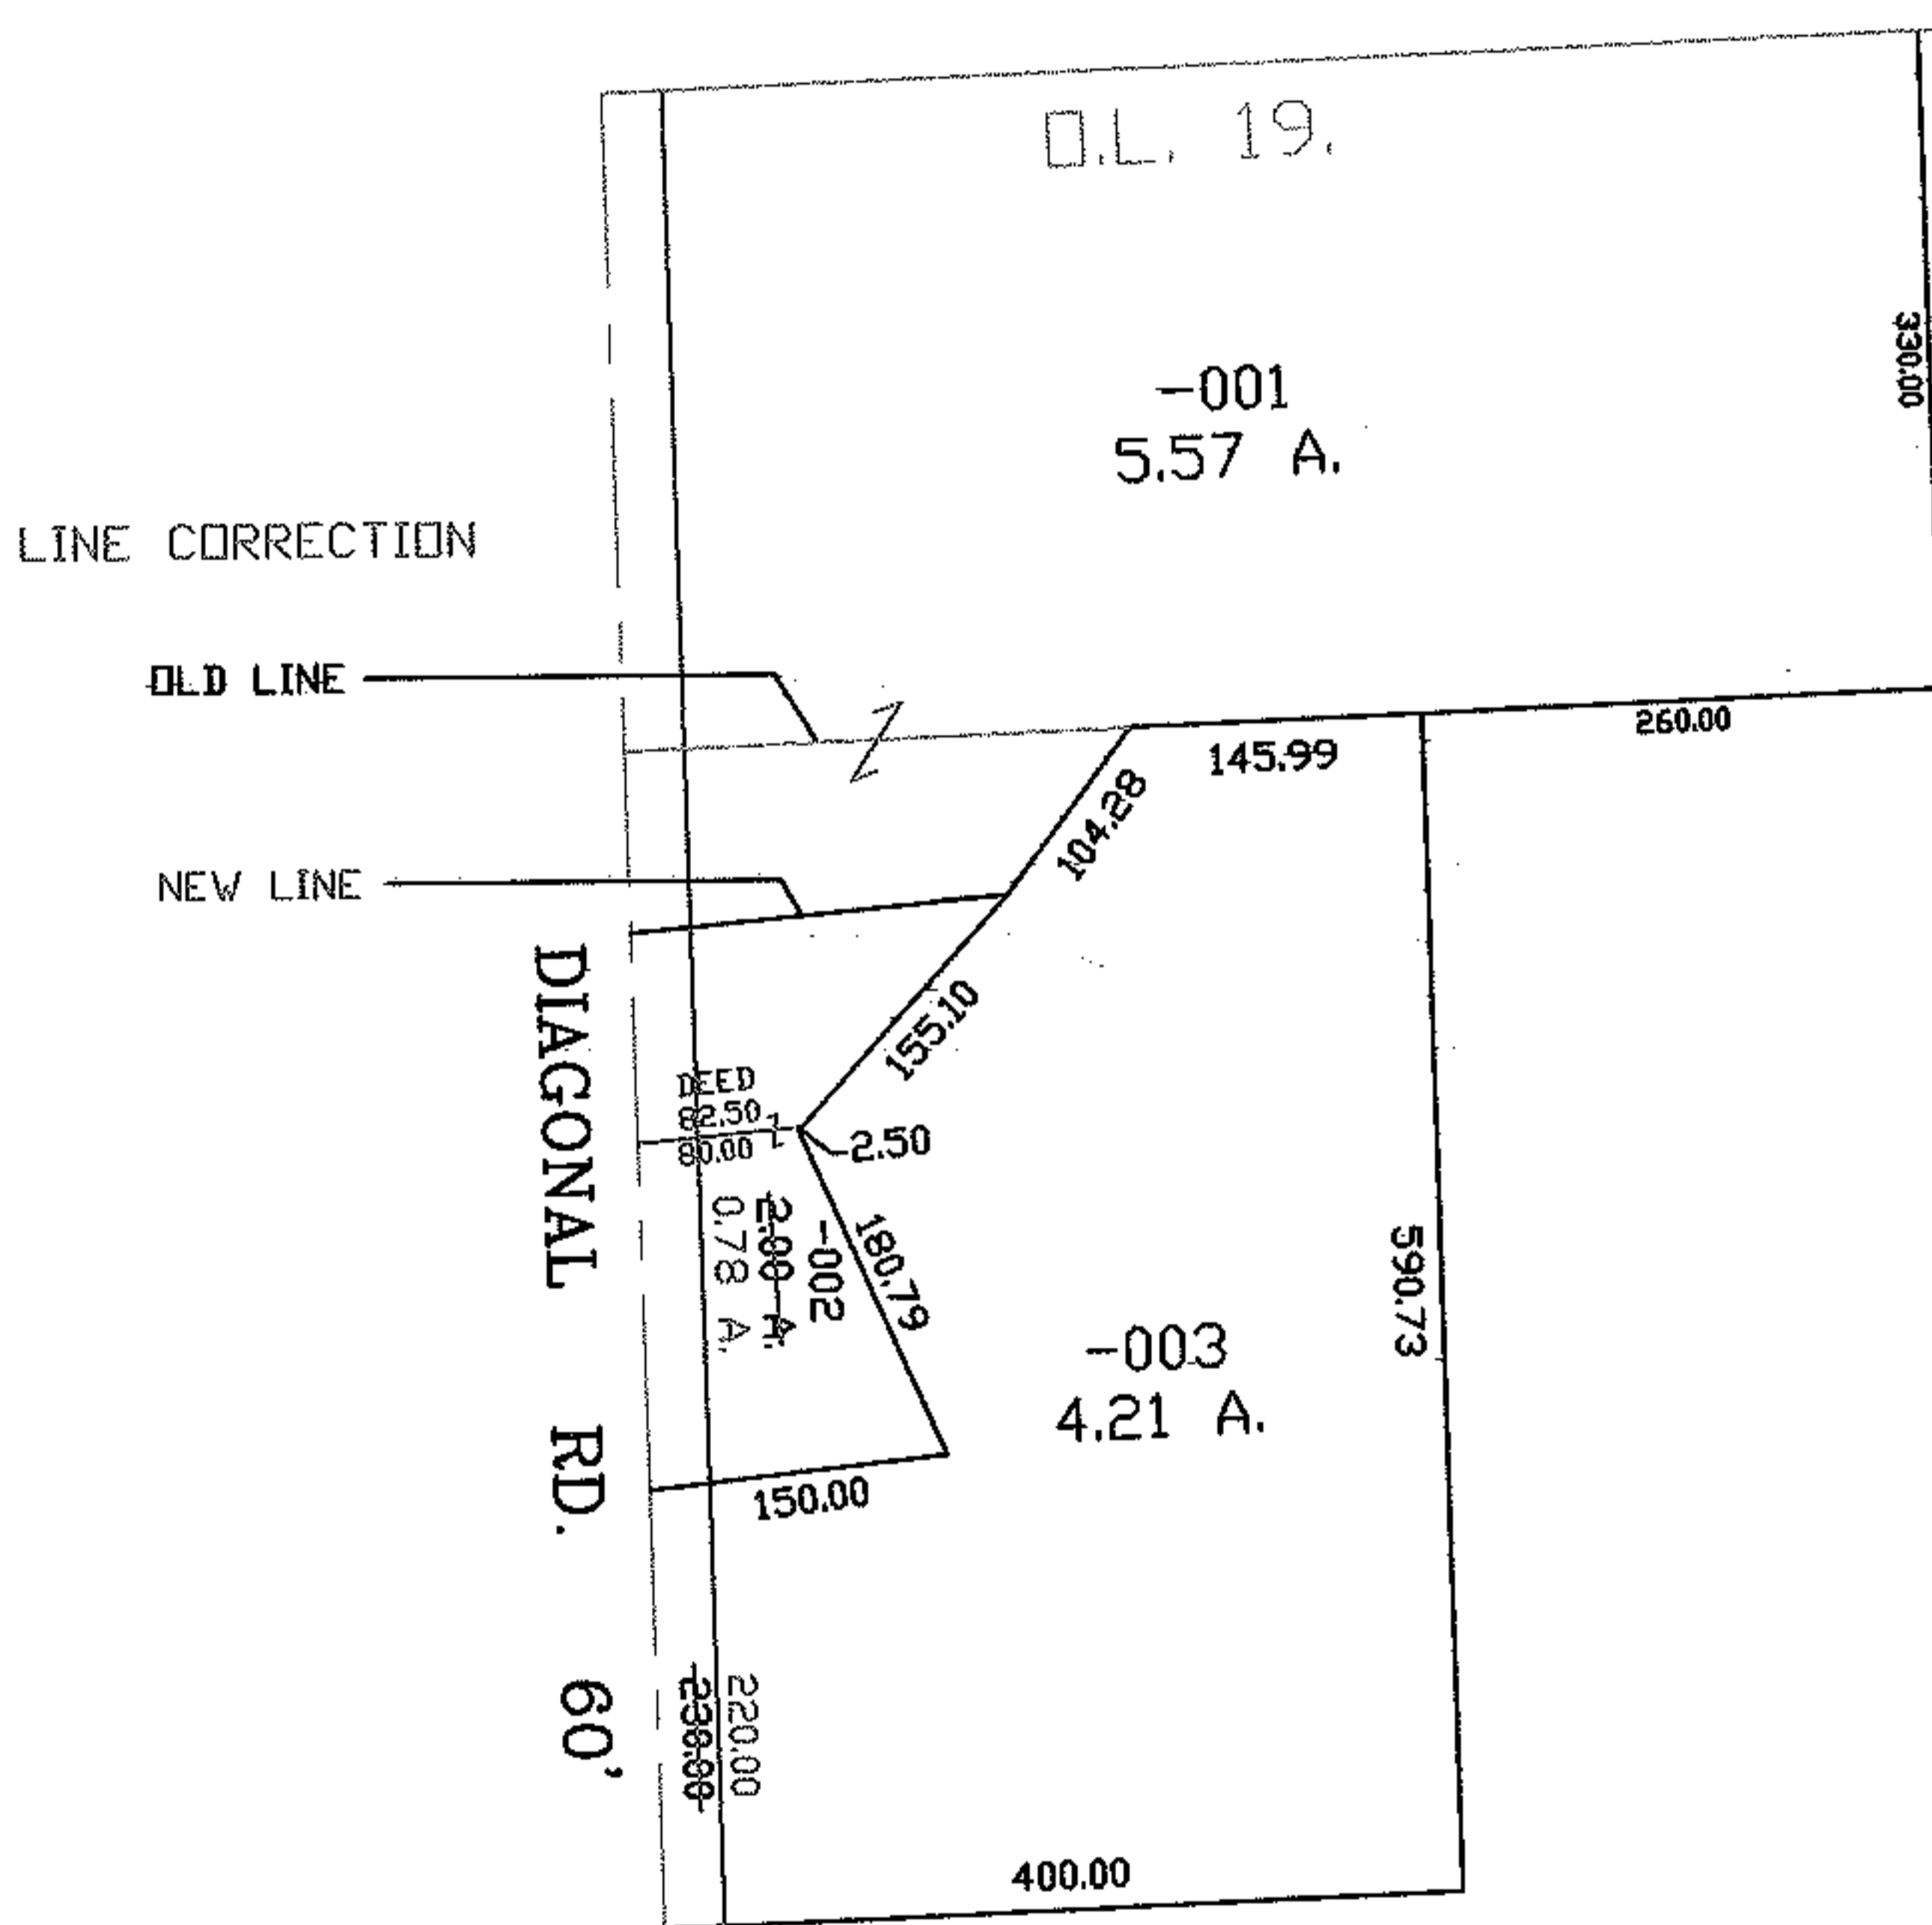 O.L. 19.
330.00
-001
5.57 A.
LINE CORRECTION
OLD LINE
260.00
145.99
104.28
NEW LINE
DIAGONAL RD. 60'
155.10
DEED
82.50
80.00
2.50
180.79
-002
2.00 A.
0.78 A.
590.73
-003
4.21 A.
150.00
220.00
400.00